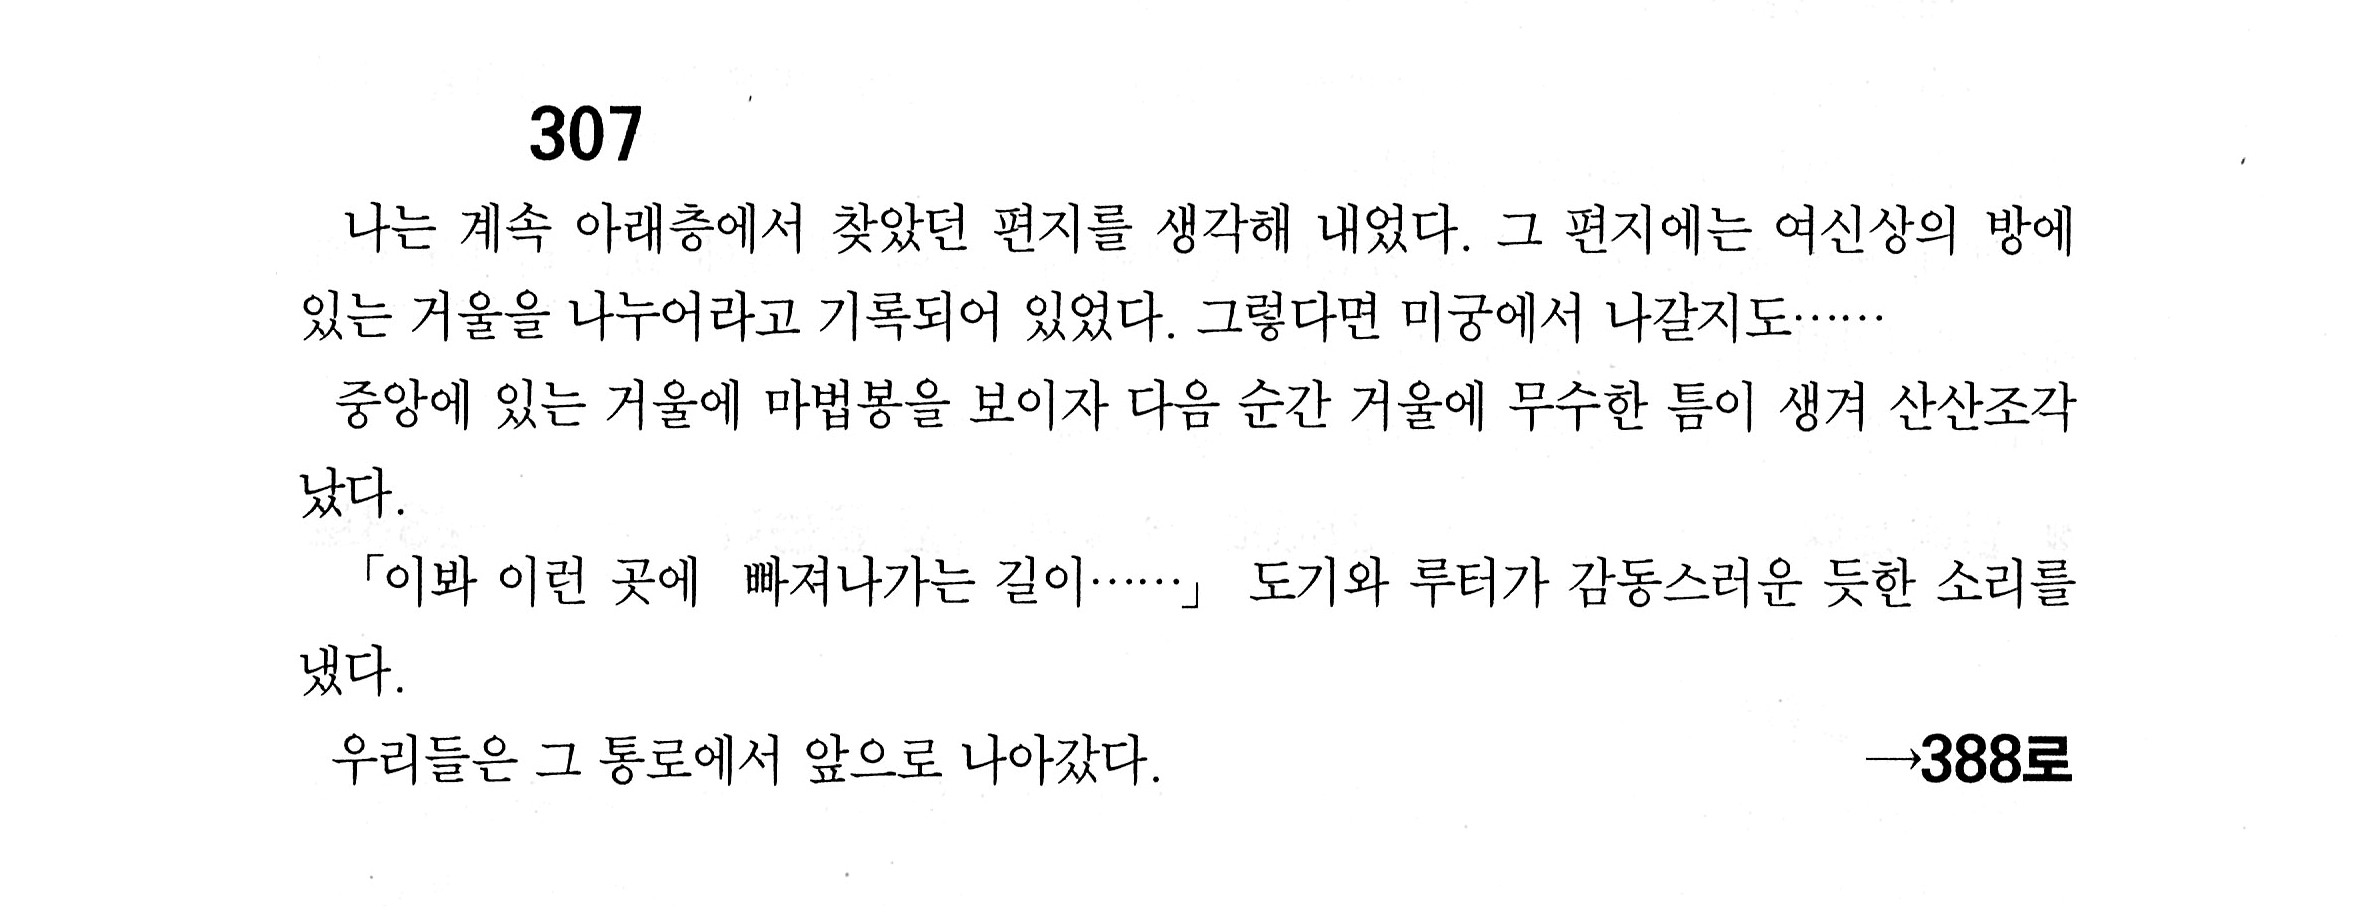 307
나는 계속 아래층에서 찾았던 편지를 생각해 내었다. 그 편지에는 여신상의 방에
있는 거울을 나누어라고 기록되어 있었다. 그렇다면 미궁에서 나갈지도……
중앙에 있는 거울에 마법봉을 보이자 다음 순간 거울에 무수한 틈이 생겨 산산조각
났다.
「이봐 이런 곳에 빠져나가는 길이……」 도기와 루터가 감동스러운 듯한 소리를
냈다.
우리들은 그 통로에서 앞으로 나아갔다. →388로